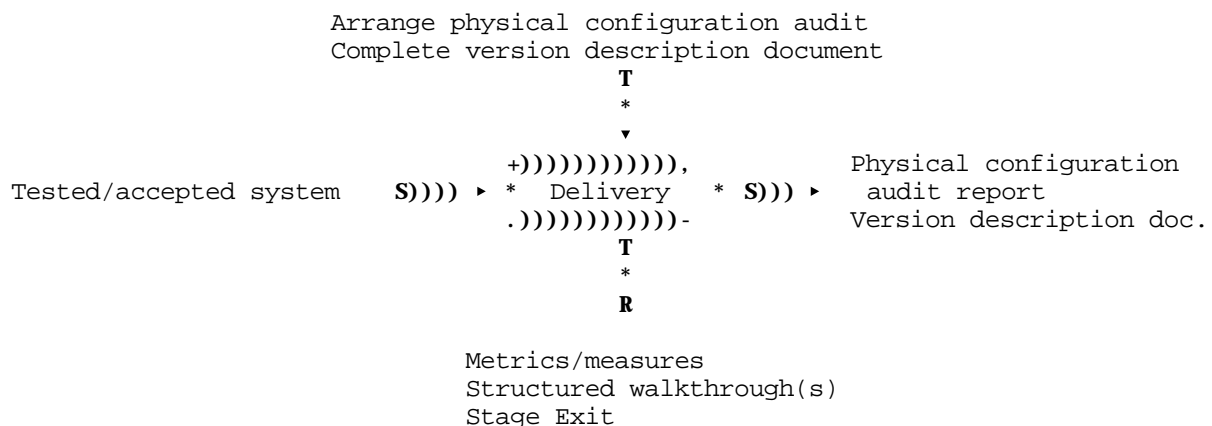 Arrange physical configuration audit
Complete version description document
T
*
▼
+)))))))))))), Physical configuration
Tested/accepted system S)))) ► * Delivery * S))) ► audit report
.))))))))))))- Version description doc.
T
*
R
Metrics/measures
Structured walkthrough(s)
Stage Exit